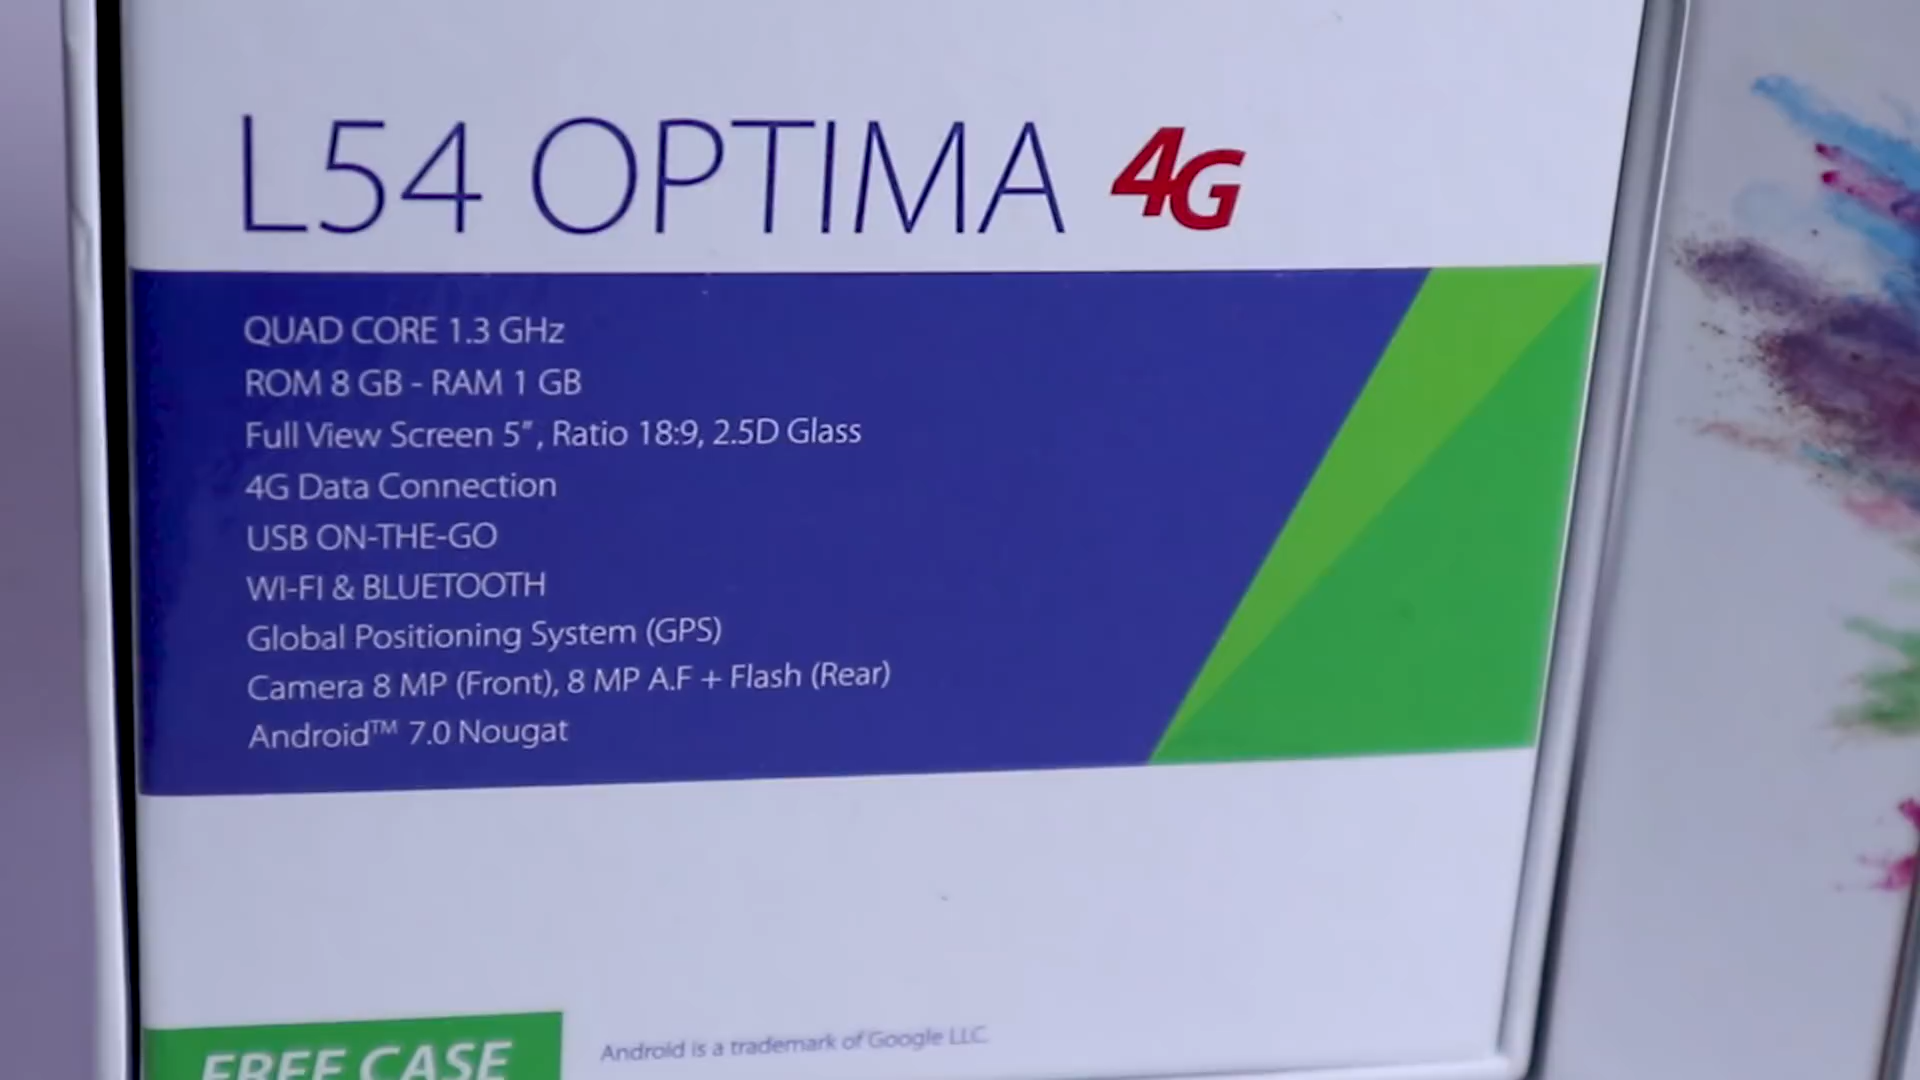 L54 OPTIMA 4G
QUAD CORE 1.3 GHz
ROM 8 GB - RAM 1 GB
Full View Screen 5", Ratio 18:9, 2.5D Glass
4G Data Connection
USB ON-THE-GO
WI-FI & BLUETOOTH
Global Positioning System (GPS)
Camera 8 MP (Front), 8 MP A.F + Flash (Rear)
Android™ 7.0 Nougat
FREE CASE
Android is a trademark of Google LLC